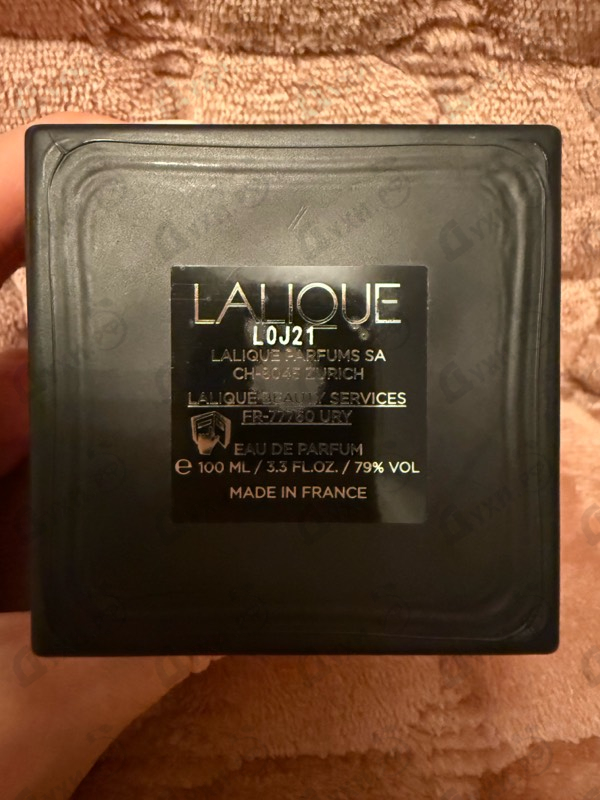 LALIQUE
L0J21
LALIQUE PARFUMS SA
CH-8045 ZURICH
LALIQUE BEAUTY SERVICES
FR-77760 URY
EAU DE PARFUM
℮ 100 ML / 3.3 FL.OZ. / 79% VOL
MADE IN FRANCE